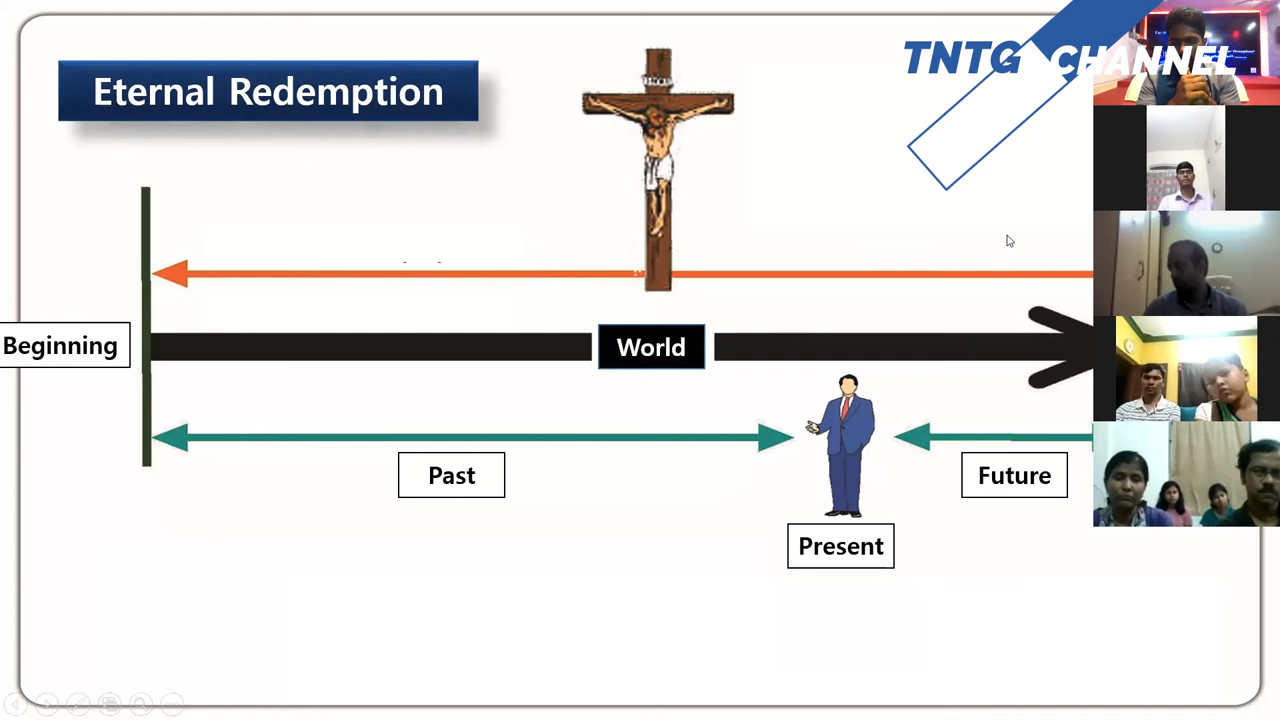 Eternal Redemption
TNTG CHANNEL
Beginning
World
Past
Future
Present